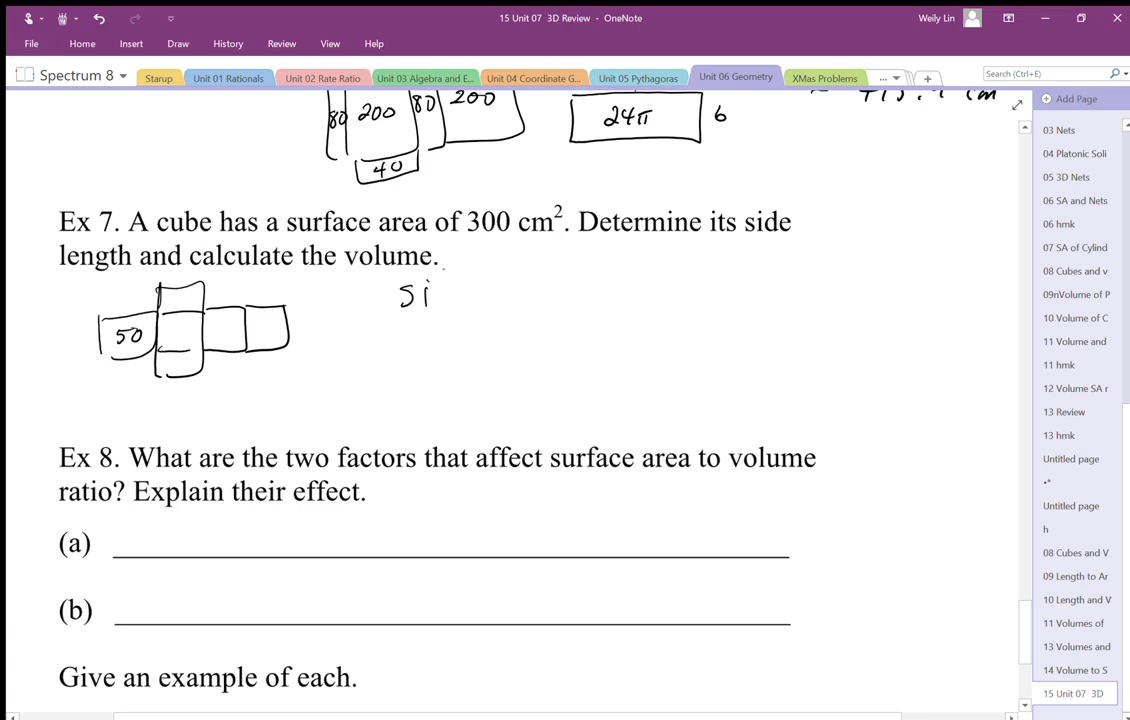 15 Unit 07 3D Review - OneNote
Weily Lin
File Home Insert Draw History Review View Help
Spectrum 8
Starup
Unit 01 Rationals
Unit 02 Rate Ratio
Unit 03 Algebra and E...
Unit 04 Coordinate G...
Unit 05 Pythagoras
Unit 06 Geometry
XMas Problems
...
Search (Ctrl+E)
80 200 80 200
40
24π 6
cm
Ex 7. A cube has a surface area of 300 cm². Determine its side
length and calculate the volume.
si
50
Ex 8. What are the two factors that affect surface area to volume
ratio? Explain their effect.
(a)
(b)
Give an example of each.
Add Page
03 Nets
04 Platonic Soli
05 3D Nets
06 SA and Nets
06 hmk
07 SA of Cylind
08 Cubes and v
09nVolume of P
10 Volume of C
11 Volume and
11 hmk
12 Volume SA r
13 Review
13 hmk
Untitled page
•*
Untitled page
h
08 Cubes and V
09 Length to Ar
10 Length and V
11 Volumes of
13 Volumes and
14 Volume to S
15 Unit 07 3D